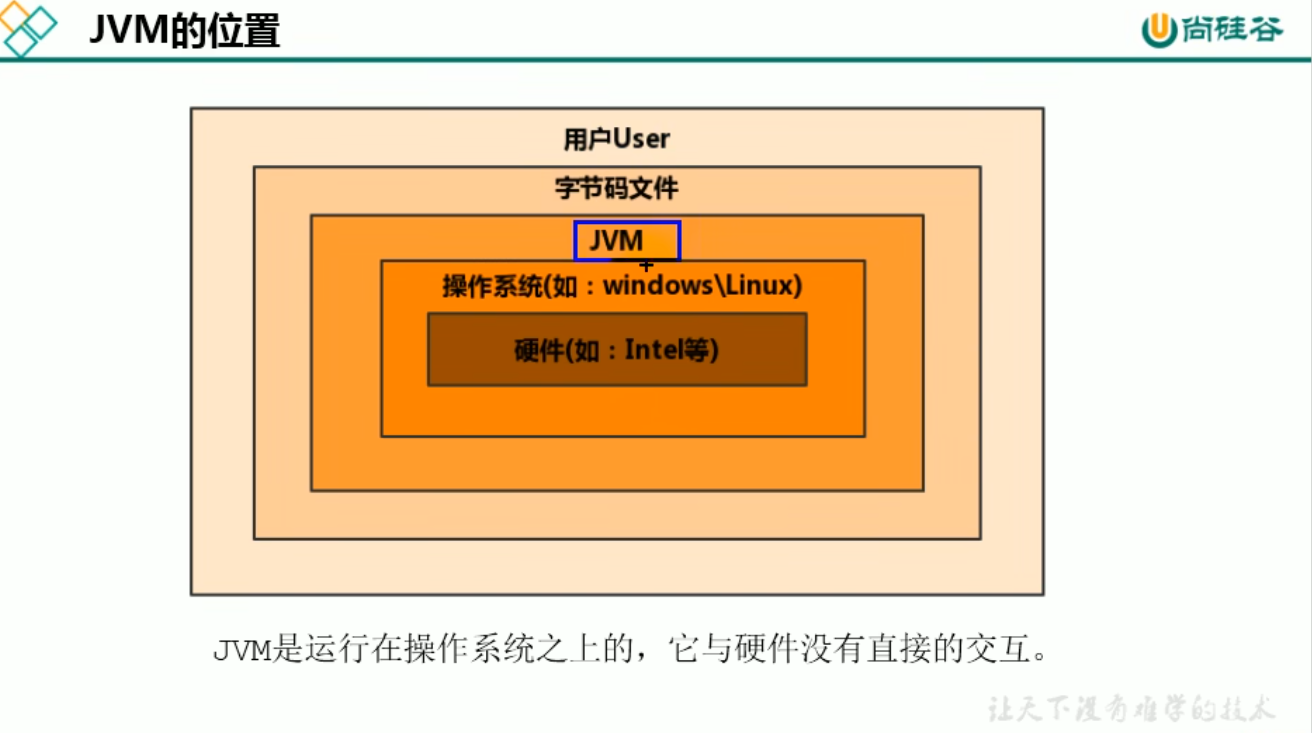 JVM的位置
尚硅谷
用户User
字节码文件
JVM
操作系统(如：windows\Linux)
硬件(如：Intel等)
JVM是运行在操作系统之上的，它与硬件没有直接的交互。
让天下没有难学的技术